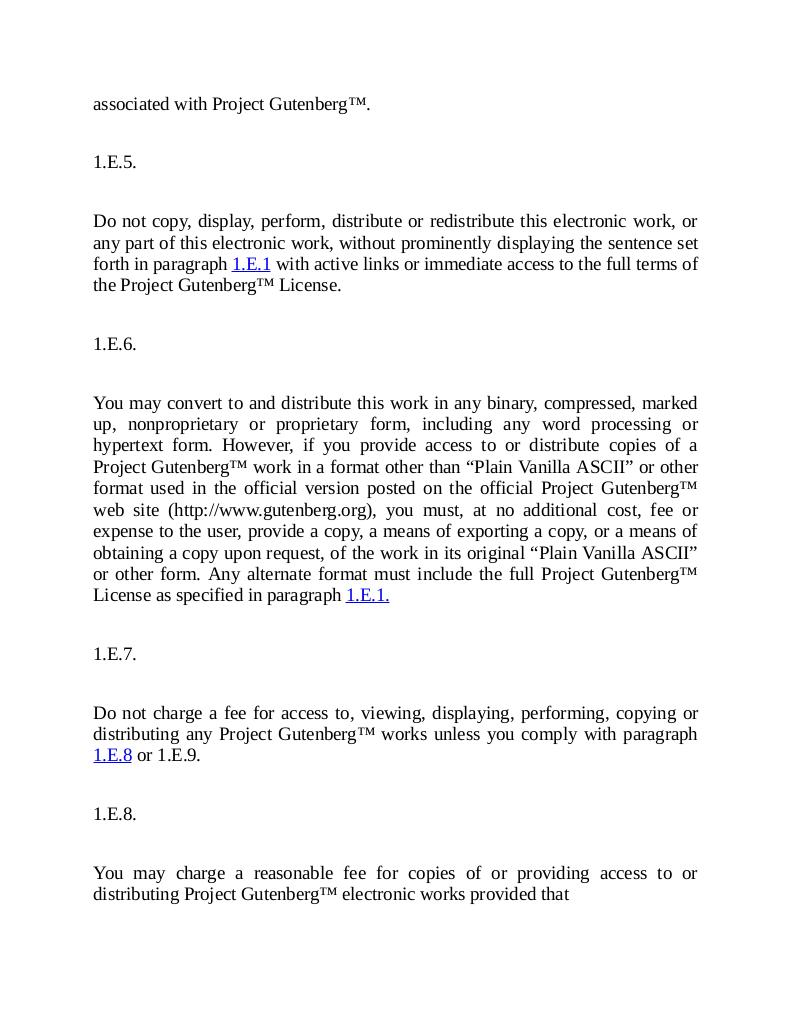 associated with Project Gutenberg™.
1.E.5.
Do not copy, display, perform, distribute or redistribute this electronic work, or
any part of this electronic work, without prominently displaying the sentence set
forth in paragraph 1.E.1 with active links or immediate access to the full terms of
the Project Gutenberg™ License.
1.E.6.
You may convert to and distribute this work in any binary, compressed, marked
up, nonproprietary or proprietary form, including any word processing or
hypertext form. However, if you provide access to or distribute copies of a
Project Gutenberg™ work in a format other than “Plain Vanilla ASCII” or other
format used in the official version posted on the official Project Gutenberg™
web site (http://www.gutenberg.org), you must, at no additional cost, fee or
expense to the user, provide a copy, a means of exporting a copy, or a means of
obtaining a copy upon request, of the work in its original “Plain Vanilla ASCII”
or other form. Any alternate format must include the full Project Gutenberg™
License as specified in paragraph 1.E.1.
1.E.7.
Do not charge a fee for access to, viewing, displaying, performing, copying or
distributing any Project Gutenberg™ works unless you comply with paragraph
1.E.8 or 1.E.9.
1.E.8.
You may charge a reasonable fee for copies of or providing access to or
distributing Project Gutenberg™ electronic works provided that